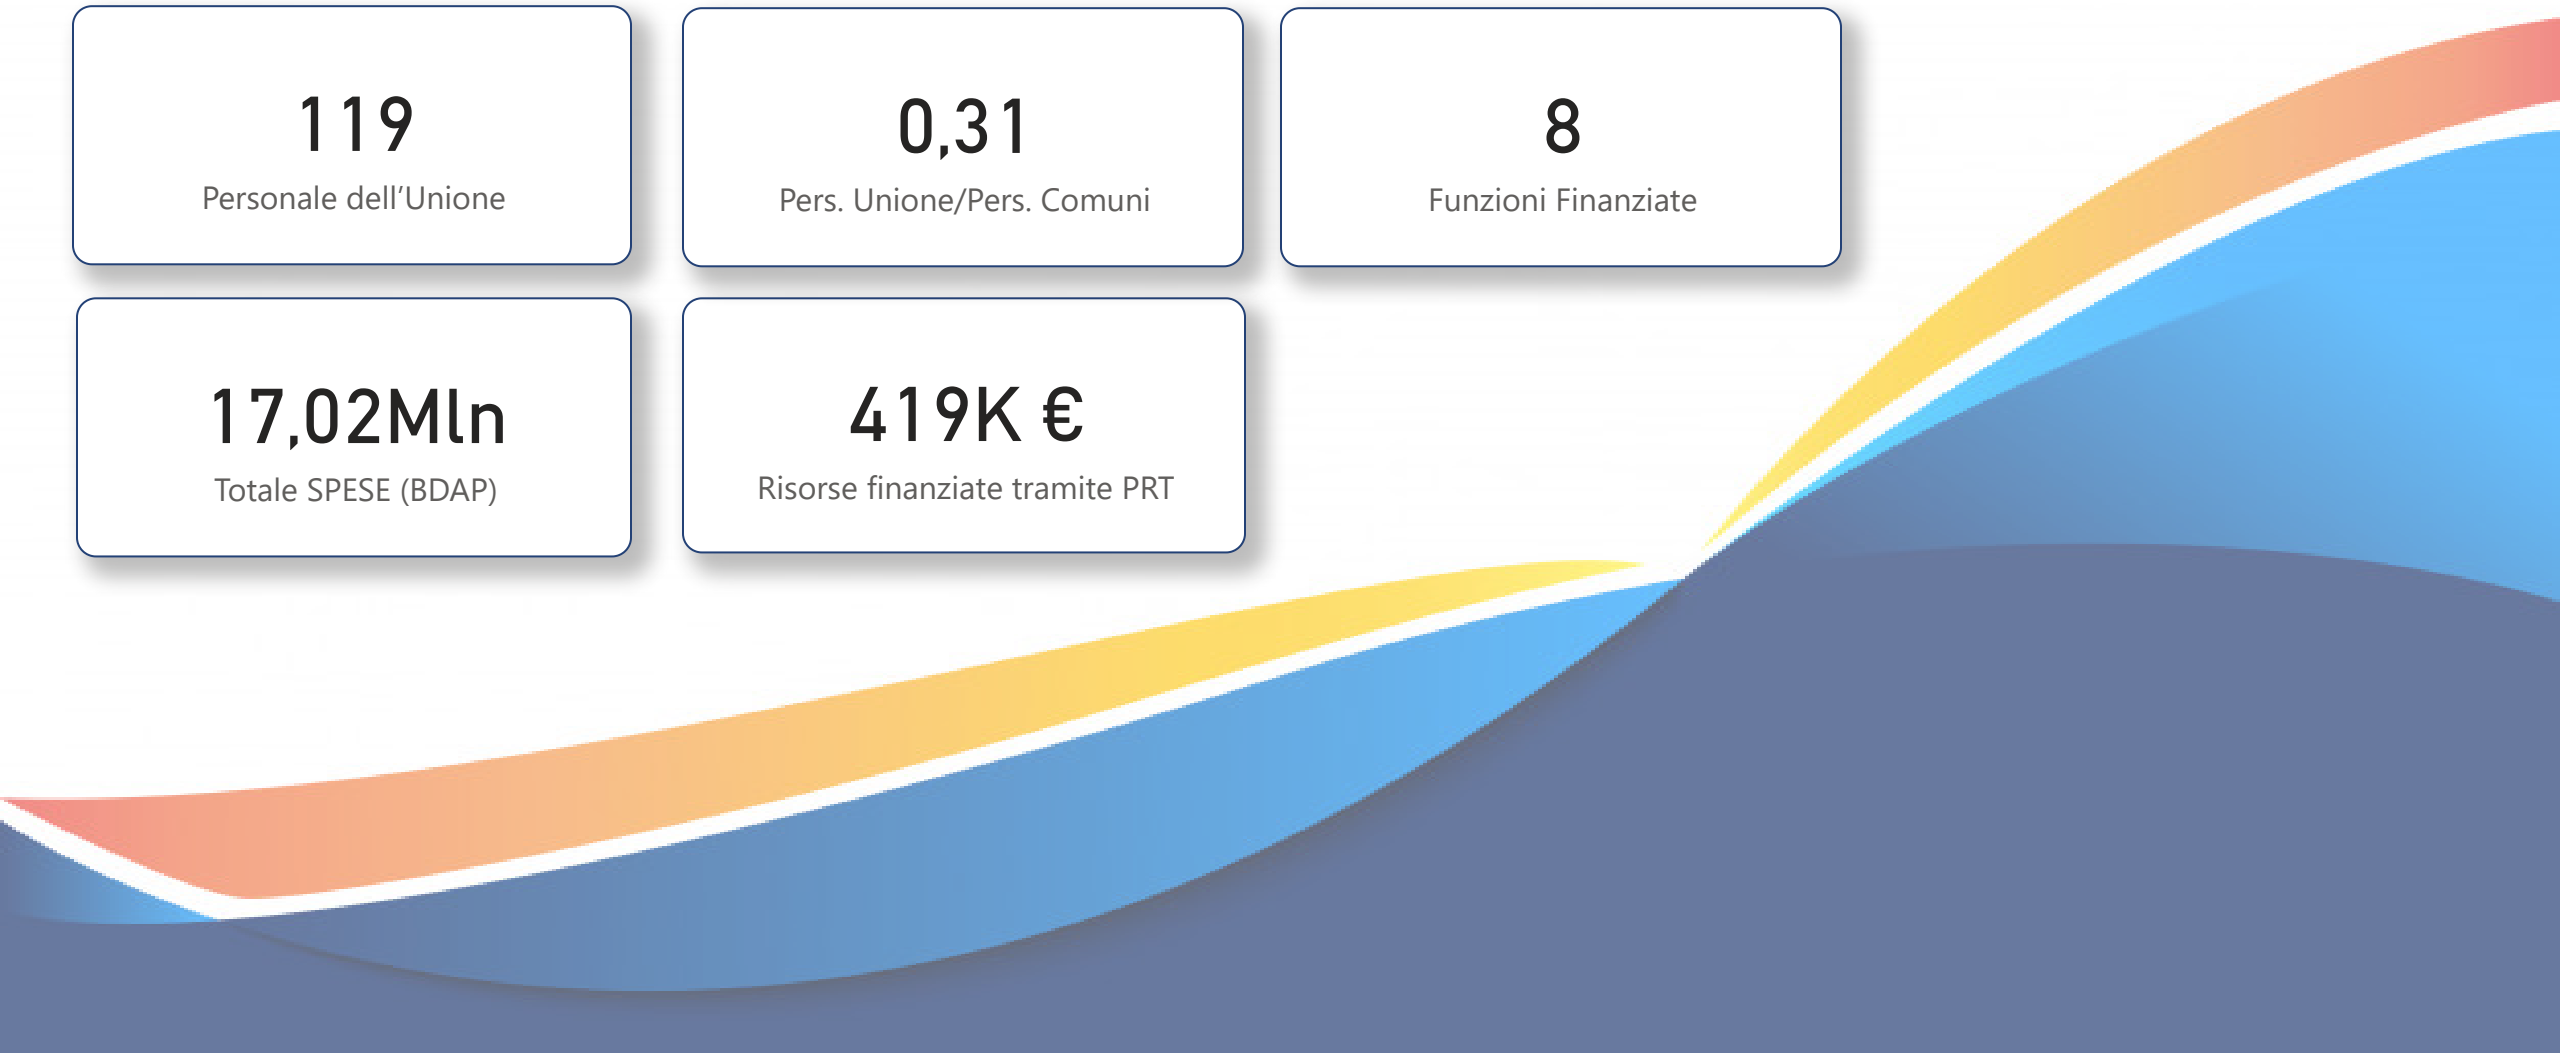 119
Personale dell’Unione
0,31
Pers. Unione/Pers. Comuni
8
Funzioni Finanziate
17,02Mln
Totale SPESE (BDAP)
419K €
Risorse finanziate tramite PRT